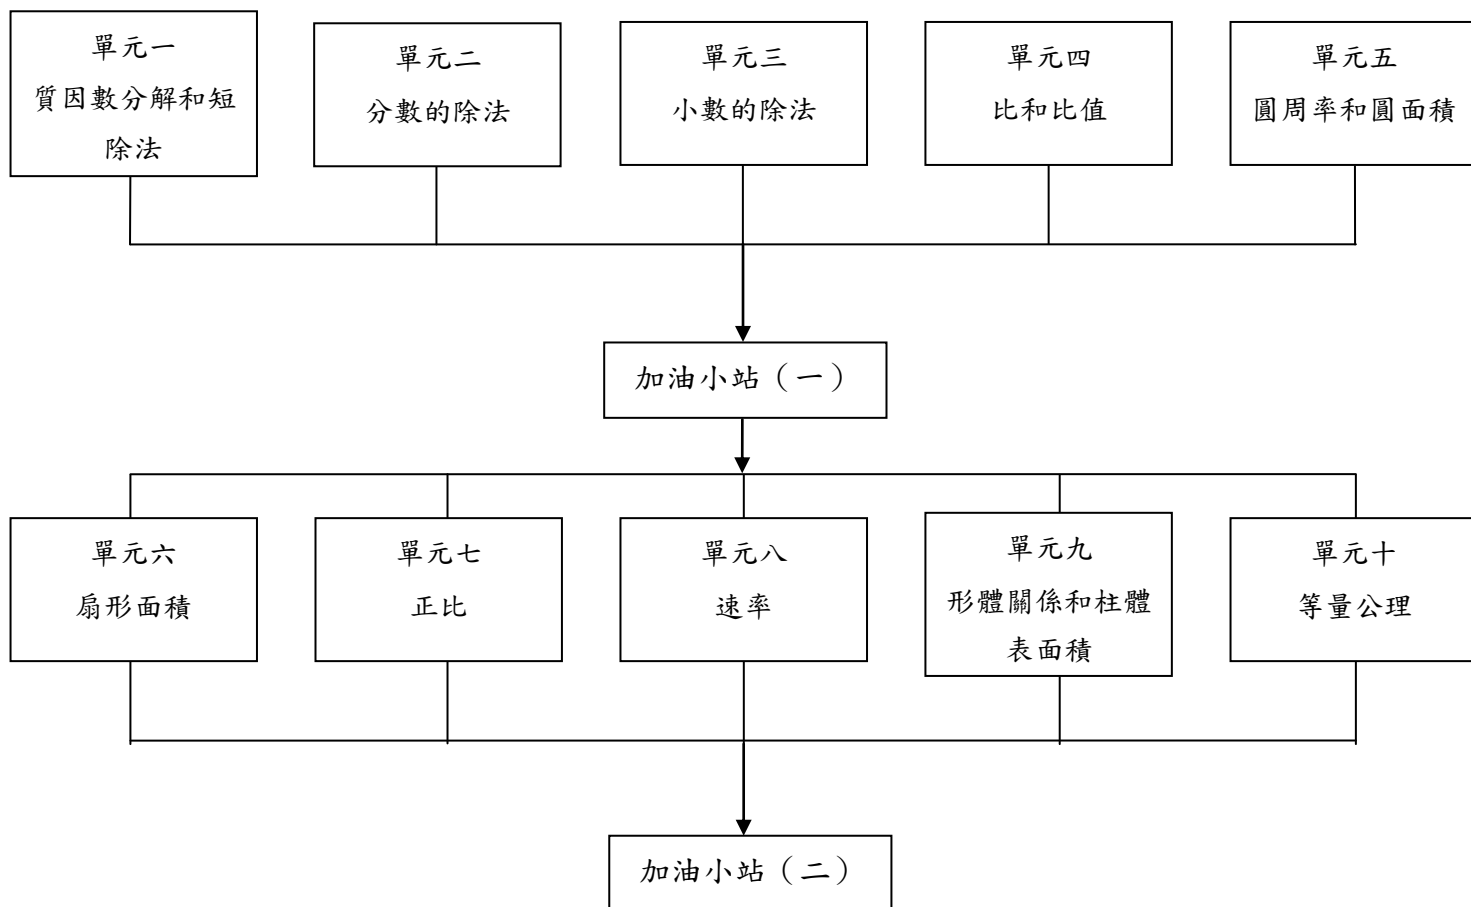 單元一
質因數分解和短
除法
單元二
分數的除法
單元三
小數的除法
單元四
比和比值
單元五
圓周率和圓面積
加油小站（一）
單元六
扇形面積
單元七
正比
單元八
速率
單元九
形體關係和柱體
表面積
單元十
等量公理
加油小站（二）